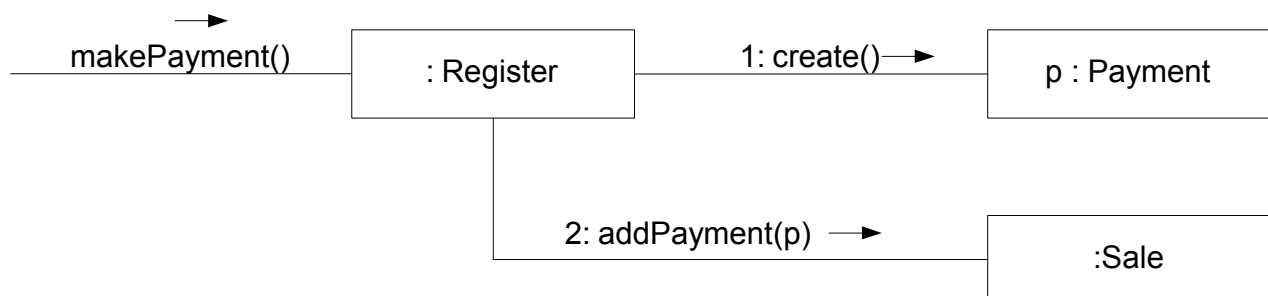 makePayment()
: Register
1: create()
p : Payment
2: addPayment(p)
:Sale